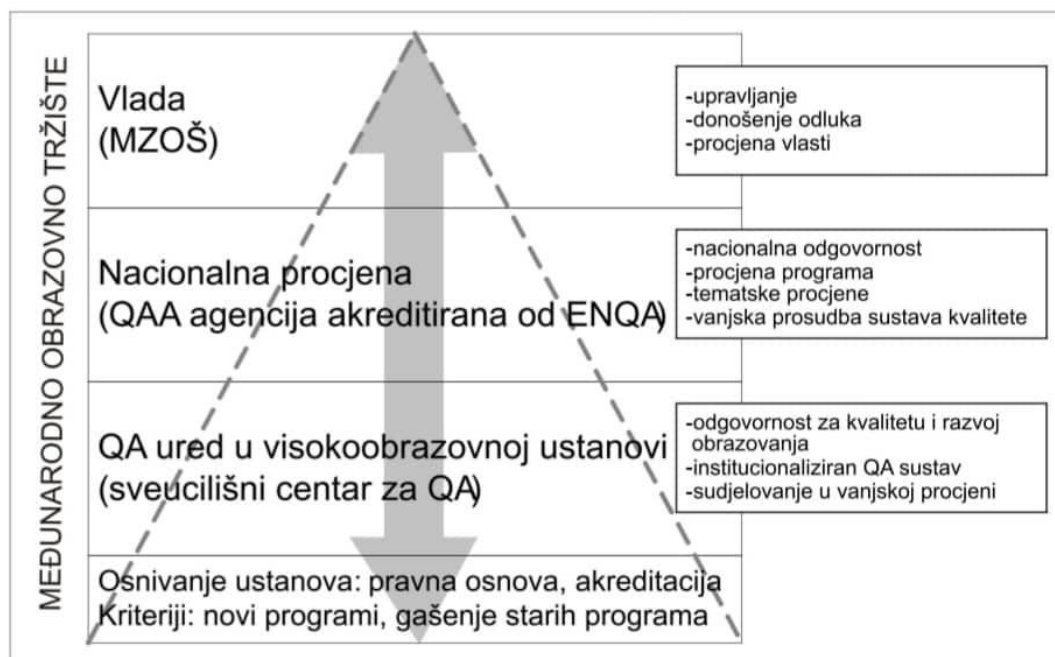 MEĐUNARODNO OBRAZOVNO TRŽIŠTE
Vlada
(MZOŠ)
-upravljanje
-donošenje odluka
-procjena vlasti
Nacionalna procjena
(QAA agencija akreditirana od ENQA)
-nacionalna odgovornost
-procjena programa
-tematske procjene
-vanjska prosudba sustava kvalitete
QA ured u visokoobrazovnoj ustanovi
(sveucilišni centar za QA)
-odgovornost za kvalitetu i razvoj
obrazovanja
-institucionaliziran QA sustav
-sudjelovanje u vanjskoj procjeni
Osnivanje ustanova: pravna osnova, akreditacija
Kriteriji: novi programi, gašenje starih programa